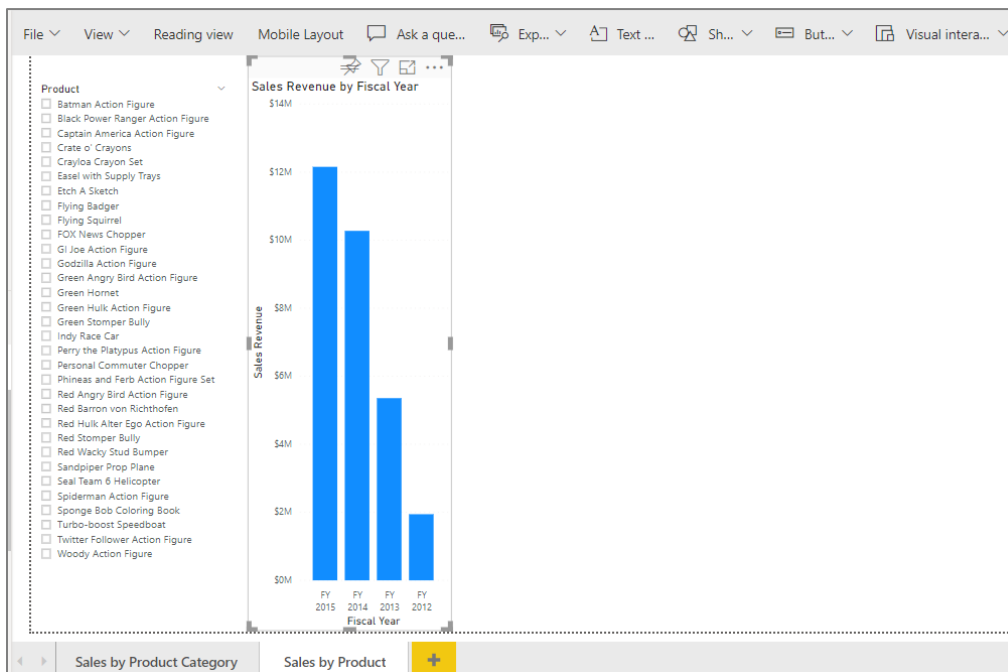 File View Reading view Mobile Layout Ask a que... Exp... Text ... Sh... But... Visual intera...
Product
Batman Action Figure
Black Power Ranger Action Figure
Captain America Action Figure
Crate o' Crayons
Crayloa Crayon Set
Easel with Supply Trays
Etch A Sketch
Flying Badger
Flying Squirrel
FOX News Chopper
GI Joe Action Figure
Godzilla Action Figure
Green Angry Bird Action Figure
Green Hornet
Green Hulk Action Figure
Green Stomper Bully
Indy Race Car
Perry the Platypus Action Figure
Personal Commuter Chopper
Phineas and Ferb Action Figure Set
Red Angry Bird Action Figure
Red Barron von Richthofen
Red Hulk Alter Ego Action Figure
Red Stomper Bully
Red Wacky Stud Bumper
Sandpiper Prop Plane
Seal Team 6 Helicopter
Spiderman Action Figure
Sponge Bob Coloring Book
Turbo-boost Speedboat
Twitter Follower Action Figure
Woody Action Figure
Sales Revenue by Fiscal Year
$14M
$12M
$10M
$8M
$6M
$4M
$2M
$0M
Sales Revenue
FY 2015
FY 2014
FY 2013
FY 2012
Fiscal Year
Sales by Product Category Sales by Product +